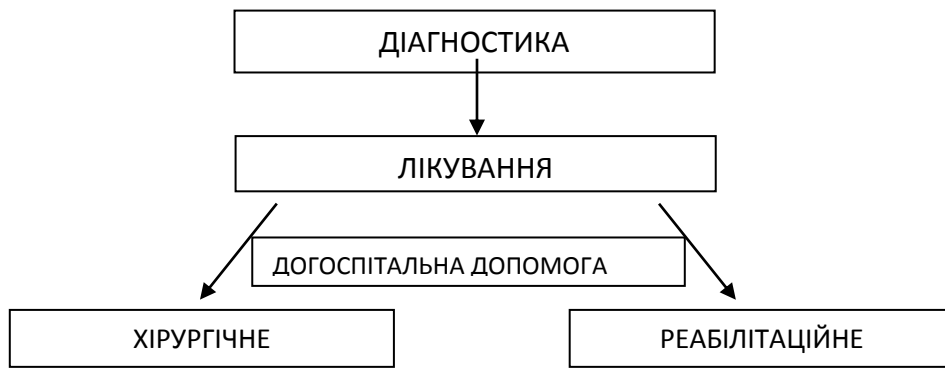 ДІАГНОСТИКА
ЛІКУВАННЯ
ДОГОСПІТАЛЬНА ДОПОМОГА
ХІРУРГІЧНЕ
РЕАБІЛІТАЦІЙНЕ